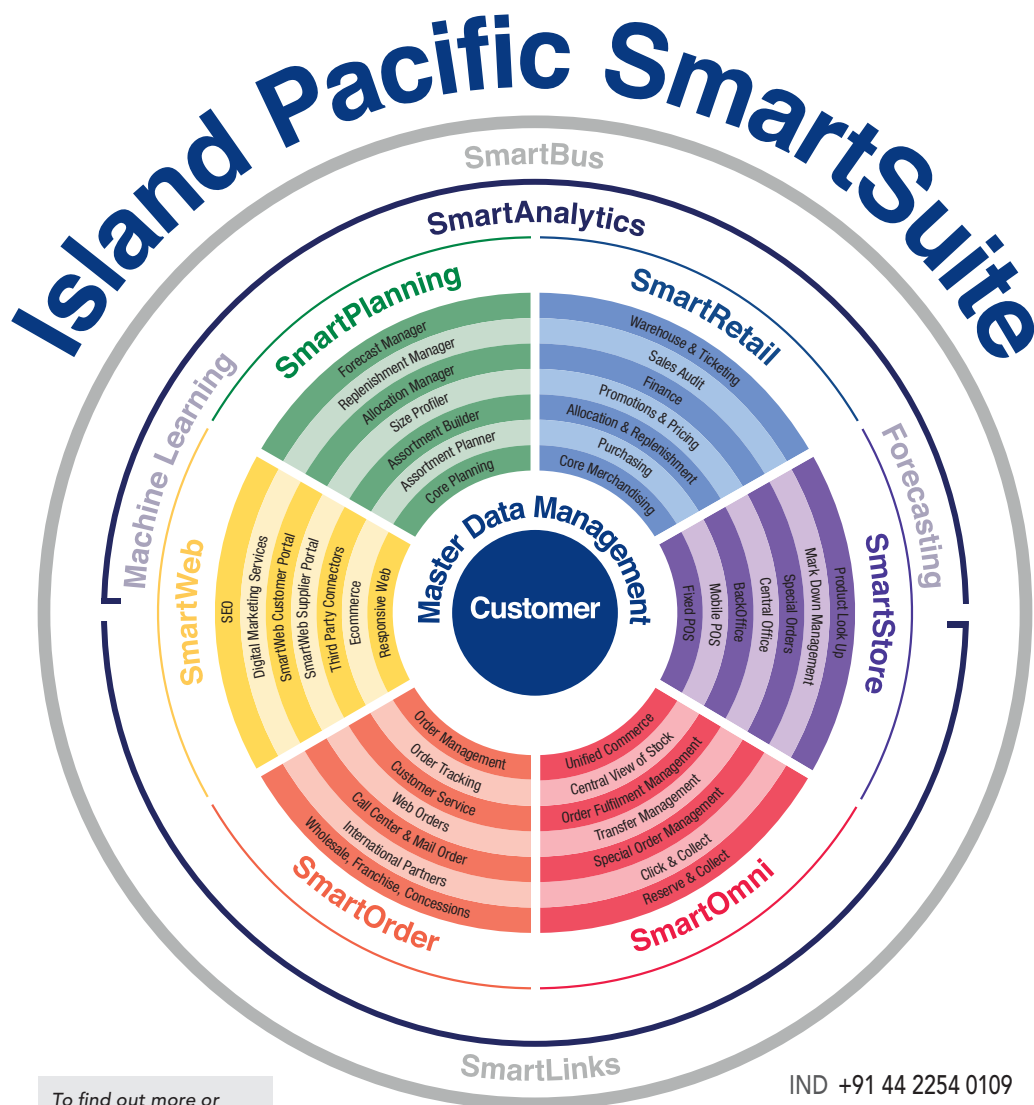 Island Pacific SmartSuite
SmartBus
SmartAnalytics
Machine Learning
Forecasting
SmartPlanning
Forecast Manager
Replenishment Manager
Allocation Manager
Size Profiler
Assortment Builder
Assortment Planner
Core Planning
SmartRetail
Warehouse & Ticketing
Sales Audit
Finance
Promotions & Pricing
Allocation & Replenishment
Purchasing
Core Merchandising
SmartWeb
SEO
Digital Marketing Services
SmartWeb Customer Portal
SmartWeb Supplier Portal
Third Party Connectors
Ecommerce
Responsive Web
Master Data Management
Customer
Fixed POS
Mobile POS
BackOffice
Central Office
Special Orders
Mark Down Management
Product Look Up
SmartStore
Order Management
Order Tracking
Customer Service
Web Orders
Call Center & Mail Order
International Partners
Wholesale, Franchise, Concessions
SmartOrder
Unified Commerce
Central View of Stock
Order Fulfilment Management
Transfer Management
Special Order Management
Click & Collect
Reserve & Collect
SmartOmni
SmartLinks
To find out more or
IND +91 44 2254 0109